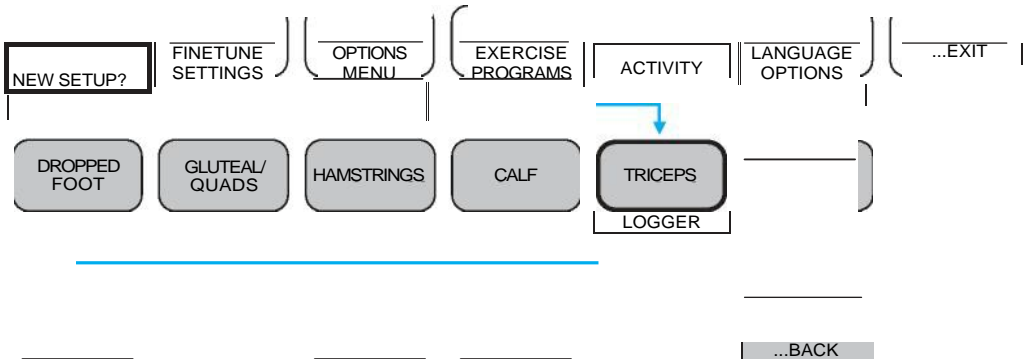 NEW SETUP?
FINETUNE
SETTINGS
OPTIONS
MENU
EXERCISE
PROGRAMS
ACTIVITY
LANGUAGE
OPTIONS
...EXIT
DROPPED
FOOT
GLUTEAL/
QUADS
HAMSTRINGS
CALF
TRICEPS
LOGGER
...BACK